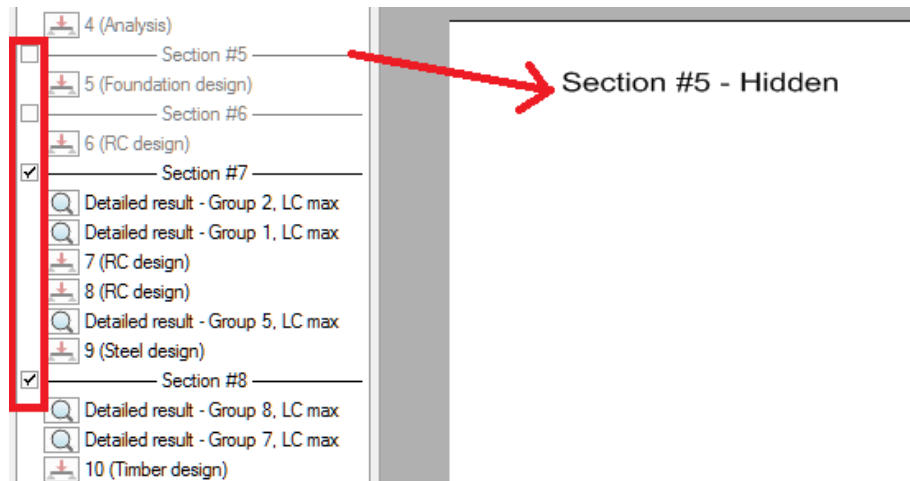 4 (Analysis)
Section #5
5 (Foundation design)
Section #6
6 (RC design)
Section #7
Detailed result - Group 2, LC max
Detailed result - Group 1, LC max
7 (RC design)
8 (RC design)
Detailed result - Group 5, LC max
9 (Steel design)
Section #8
Detailed result - Group 8, LC max
Detailed result - Group 7, LC max
10 (Timber design)
Section #5 - Hidden